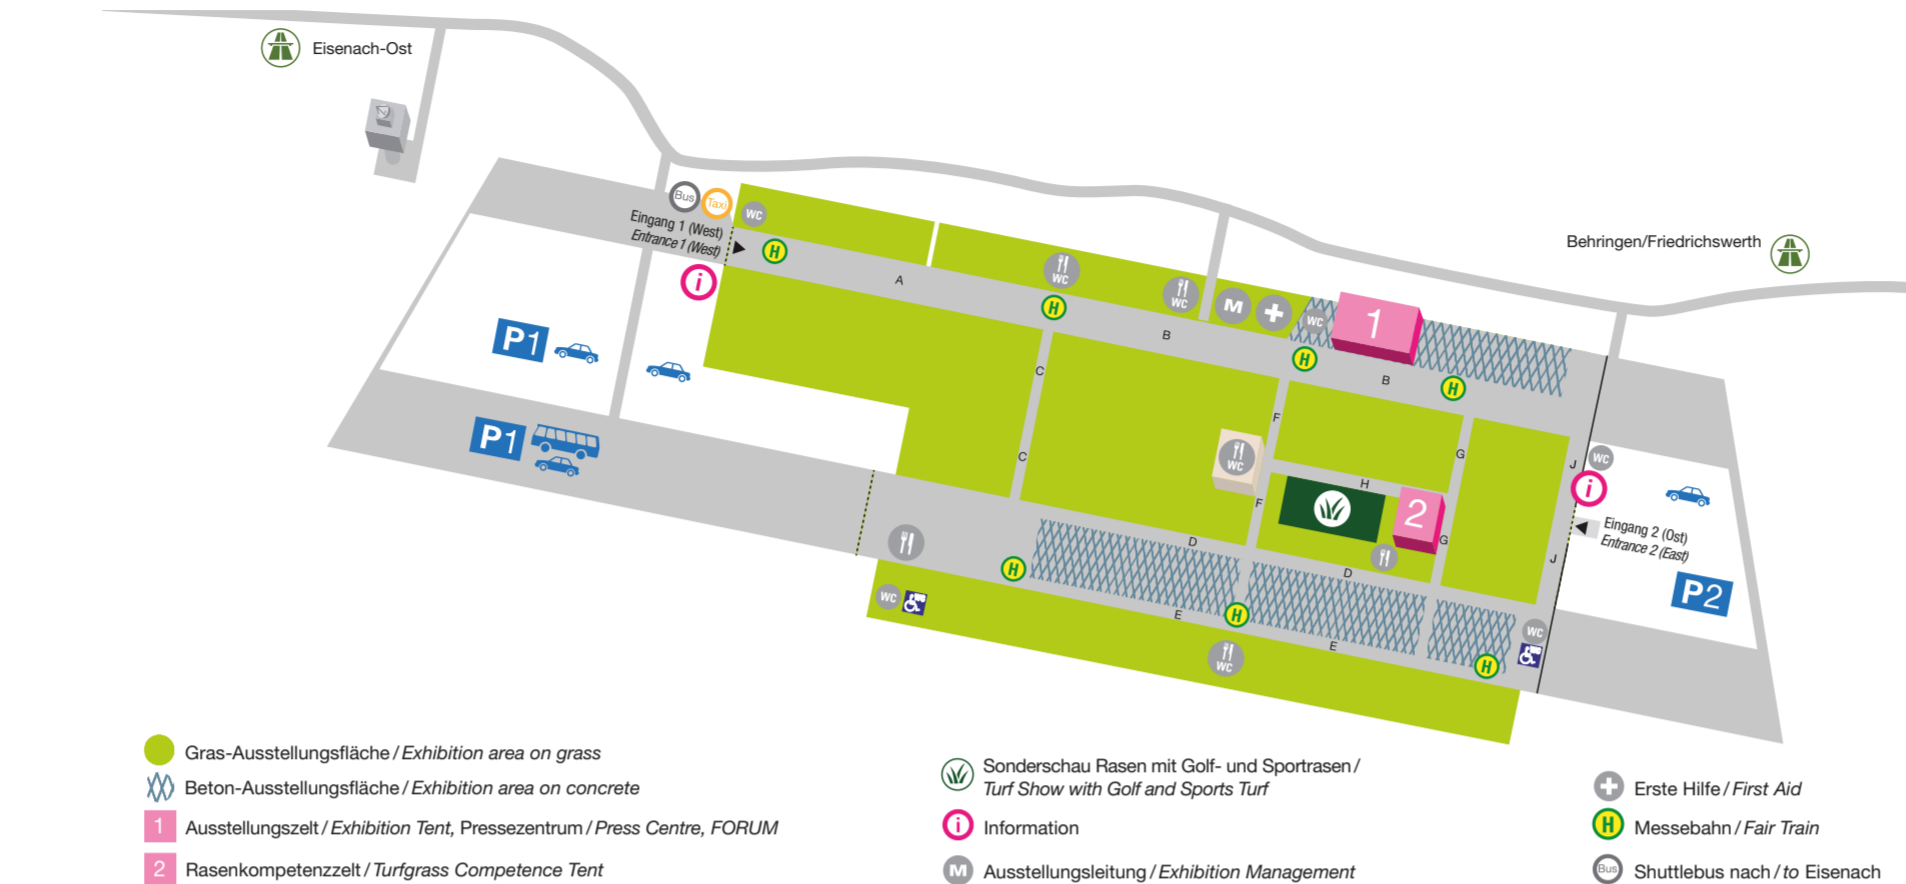 Eisenach-Ost
Bus
Taxi
WC
Eingang 1 (West)
Entrance 1 (West)
H
i
A
Behringen/Friedrichswerth
WC
H
WC
M
B
WC
1
H
B
H
P1
C
C
F
F
WC
G
G
H
2
J
J
WC
i
Eingang 2 (Ost)
Entrance 2 (East)
P2
P1
D
D
H
WC
E
H
E
WC
H
WC
Gras-Ausstellungsfläche / Exhibition area on grass
Beton-Ausstellungsfläche / Exhibition area on concrete
1 Ausstellungszelt / Exhibition Tent, Pressezentrum / Press Centre, FORUM
2 Rasenkompetenzzelt / Turfgrass Competence Tent
Sonderschau Rasen mit Golf- und Sportrasen /
Turf Show with Golf and Sports Turf
i Information
M Ausstellungsleitung / Exhibition Management
Erste Hilfe / First Aid
H Messebahn / Fair Train
Bus Shuttlebus nach / to Eisenach